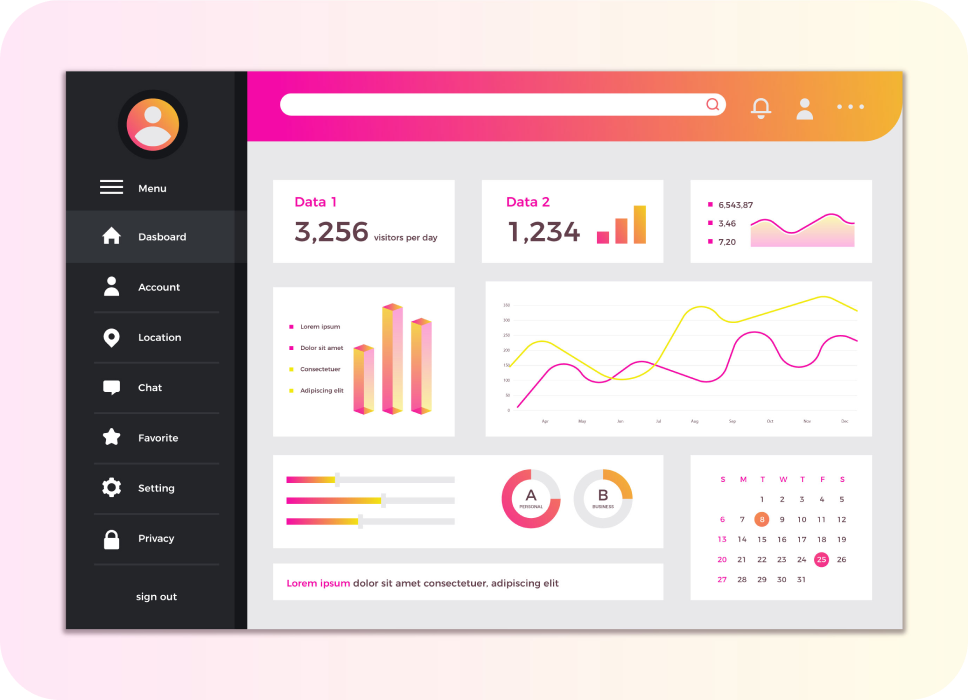 Menu
Dasboard
Account
Location
Chat
Favorite
Setting
Privacy
sign out
Data 1
3,256 visitors per day
Data 2
1,234
6,543,87
3,46
7,20
Lorem ipsum
Dolor sit amet
Consectetuer
Adipiscing elit
350
300
250
200
150
100
50
0
Apr May Jun Jul Aug Sep Oct Nov Dec
A
PERSONAL
B
BUSINESS
Lorem ipsum dolor sit amet consectetuer, adipiscing elit
S M T W T F S
1 2 3 4 5
6 7 8 9 10 11 12
13 14 15 16 17 18 19
20 21 22 23 24 25 26
27 28 29 30 31